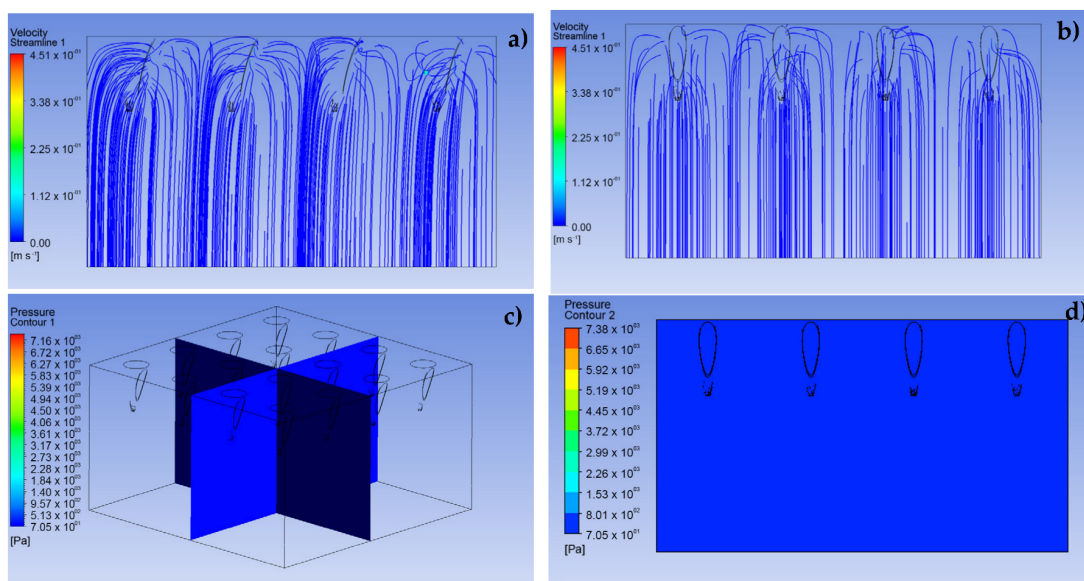 Velocity
Streamline 1
4.51 x 10⁻⁰¹
3.38 x 10⁻⁰¹
2.25 x 10⁻⁰¹
1.12 x 10⁻⁰¹
0.00
[m s⁻¹]
a)
Velocity
Streamline 1
4.51 x 10⁻⁰¹
3.38 x 10⁻⁰¹
2.25 x 10⁻⁰¹
1.12 x 10⁻⁰¹
0.00
[m s⁻¹]
b)
Pressure
Contour 1
7.16 x 10⁰³
6.72 x 10⁰³
6.27 x 10⁰³
5.83 x 10⁰³
5.39 x 10⁰³
4.94 x 10⁰³
4.50 x 10⁰³
4.06 x 10⁰³
3.61 x 10⁰³
3.17 x 10⁰³
2.73 x 10⁰³
2.28 x 10⁰³
1.84 x 10⁰³
1.40 x 10⁰³
9.57 x 10⁰²
5.13 x 10⁰²
7.05 x 10⁰¹
[Pa]
c)
Pressure
Contour 2
7.38 x 10⁰³
6.65 x 10⁰³
5.92 x 10⁰³
5.19 x 10⁰³
4.45 x 10⁰³
3.72 x 10⁰³
2.99 x 10⁰³
2.26 x 10⁰³
1.53 x 10⁰³
8.01 x 10⁰²
7.05 x 10⁰¹
[Pa]
d)